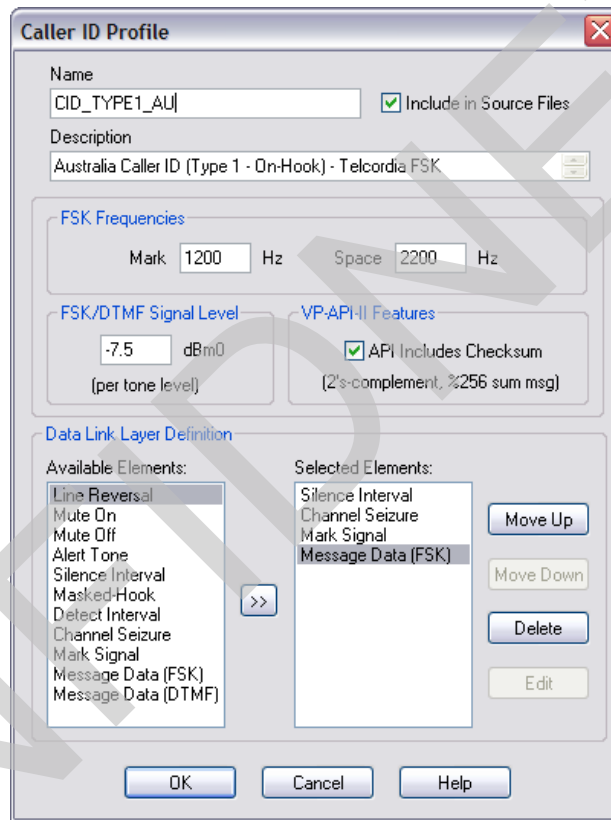 Caller ID Profile
Name
CID_TYPE1_AU
Include in Source Files
Description
Australia Caller ID (Type 1 - On-Hook) - Telcordia FSK
FSK Frequencies
Mark 1200 Hz Space 2200 Hz
FSK/DTMF Signal Level
-7.5 dBm0
(per tone level)
VP-API-II Features
API Includes Checksum
(2's-complement, %256 sum msg)
Data Link Layer Definition
Available Elements:
Line Reversal
Mute On
Mute Off
Alert Tone
Silence Interval
Masked-Hook
Detect Interval
Channel Seizure
Mark Signal
Message Data (FSK)
Message Data (DTMF)
>>
Selected Elements:
Silence Interval
Channel Seizure
Mark Signal
Message Data (FSK)
Move Up
Move Down
Delete
Edit
OK Cancel Help
NFIDNE